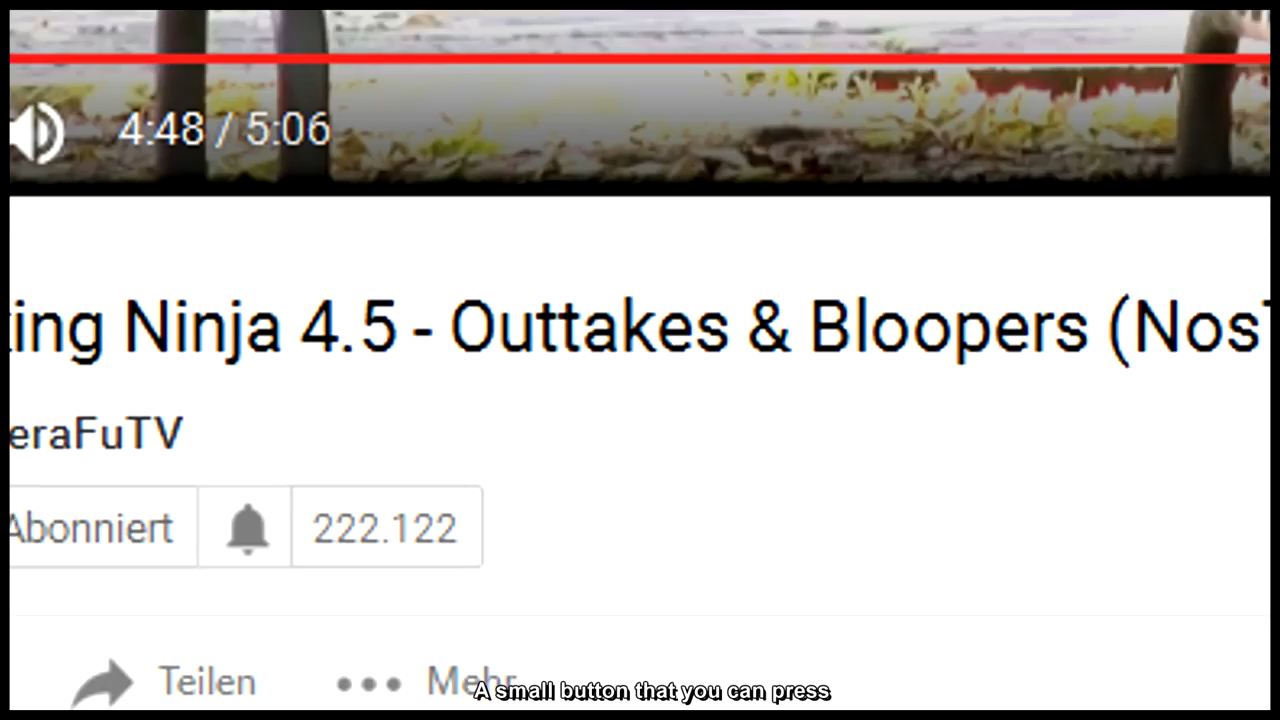 4:48 / 5:06
ing Ninja 4.5 - Outtakes & Bloopers (Nos
eraFuTV
Abonniert 222.122
Teilen ••• Mehr
A small button that you can press